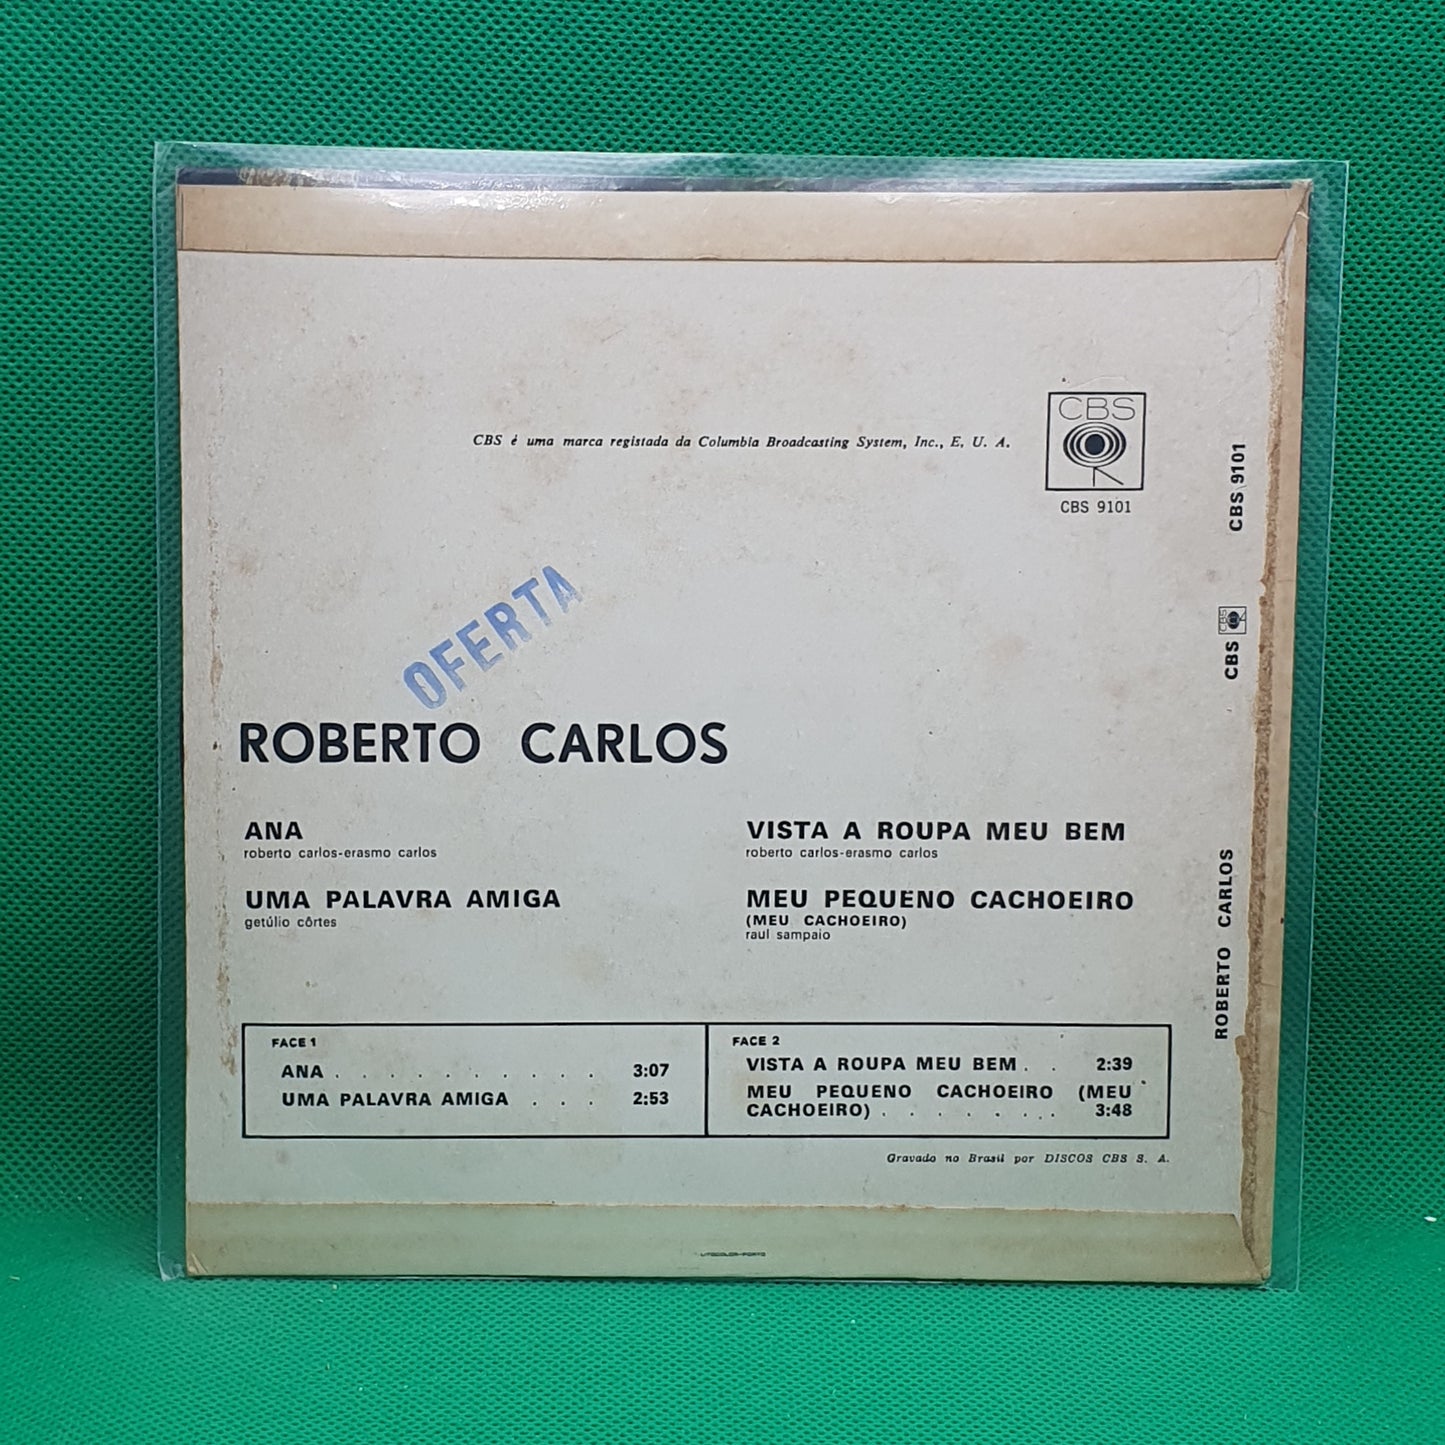 CBS é uma marca registada da Columbia Broadcasting System, Inc., E. U. A.
CBS
CBS 9101
OFERTA
ROBERTO CARLOS
ANA
roberto carlos-erasmo carlos
UMA PALAVRA AMIGA
getúlio côrtes
VISTA A ROUPA MEU BEM
roberto carlos-erasmo carlos
MEU PEQUENO CACHOEIRO
(MEU CACHOEIRO)
raul sampaio
FACE 1
ANA . . . . . . . . . . 3:07
UMA PALAVRA AMIGA . . . 2:53
FACE 2
VISTA A ROUPA MEU BEM . . 2:39
MEU PEQUENO CACHOEIRO (MEU
CACHOEIRO) . . . . . . . . 3:48
Gravado no Brasil por DISCOS CBS S. A.
LITOCOLOR-PORTO
ROBERTO CARLOS CBS CBS CBS 9101